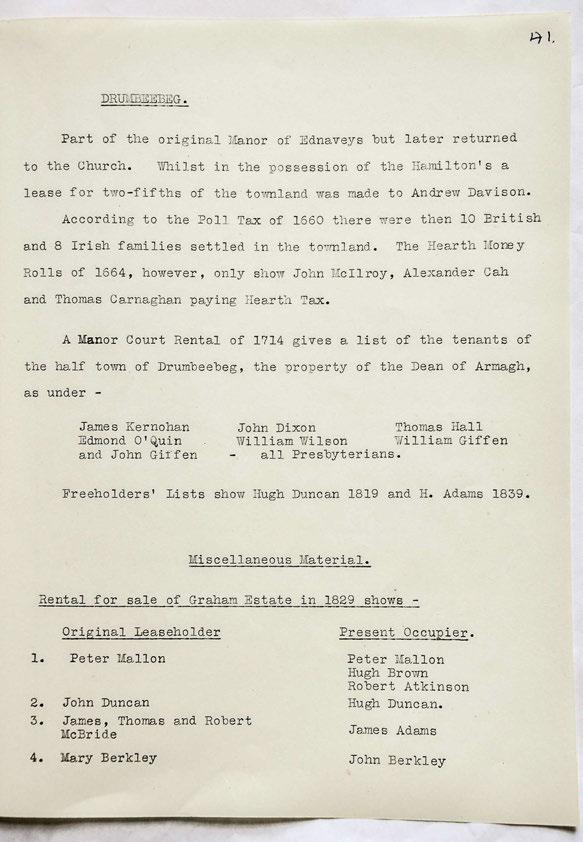 41.
DRUMBEEBEG.
Part of the original Manor of Ednaveys but later returned
to the Church. Whilst in the possession of the Hamilton's a
lease for two-fifths of the townland was made to Andrew Davison.
According to the Poll Tax of 1660 there were then 10 British
and 8 Irish families settled in the townland. The Hearth Money
Rolls of 1664, however, only show John McIlroy, Alexander Cah
and Thomas Carnaghan paying Hearth Tax.
A Manor Court Rental of 1714 gives a list of the tenants of
the half town of Drumbeebeg, the property of the Dean of Armagh,
as under -
James Kernohan John Dixon Thomas Hall
Edmond O'Quin William Wilson William Giffen
and John Giffen - all Presbyterians.
Freeholders' Lists show Hugh Duncan 1819 and H. Adams 1839.
Miscellaneous Material.
Rental for sale of Graham Estate in 1829 shows -
Original Leaseholder Present Occupier.
1. Peter Mallon Peter Mallon
Hugh Brown
Robert Atkinson
2. John Duncan Hugh Duncan.
3. James, Thomas and Robert
McBride James Adams
4. Mary Berkley John Berkley